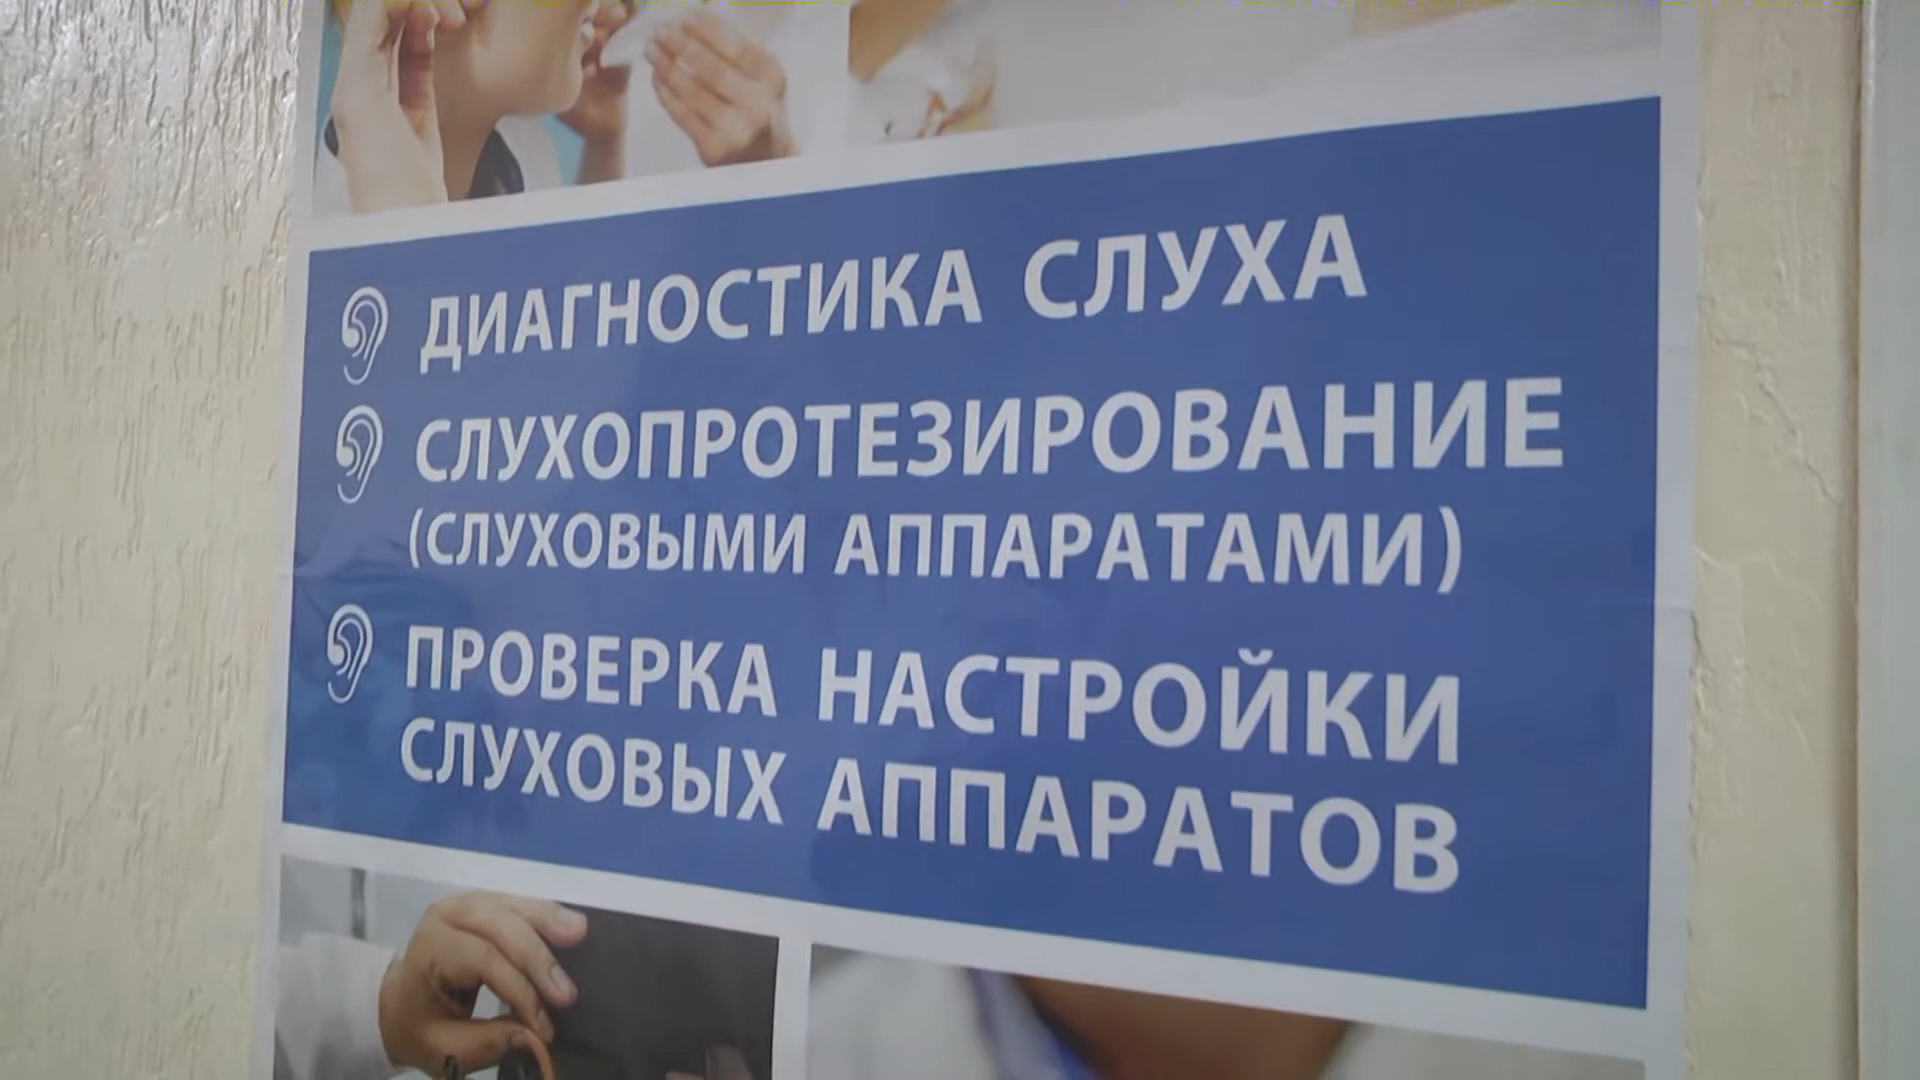 ДИАГНОСТИКА СЛУХА
СЛУХОПРОТЕЗИРОВАНИЕ
(СЛУХОВЫМИ АППАРАТАМИ)
ПРОВЕРКА НАСТРОЙКИ
СЛУХОВЫХ АППАРАТОВ